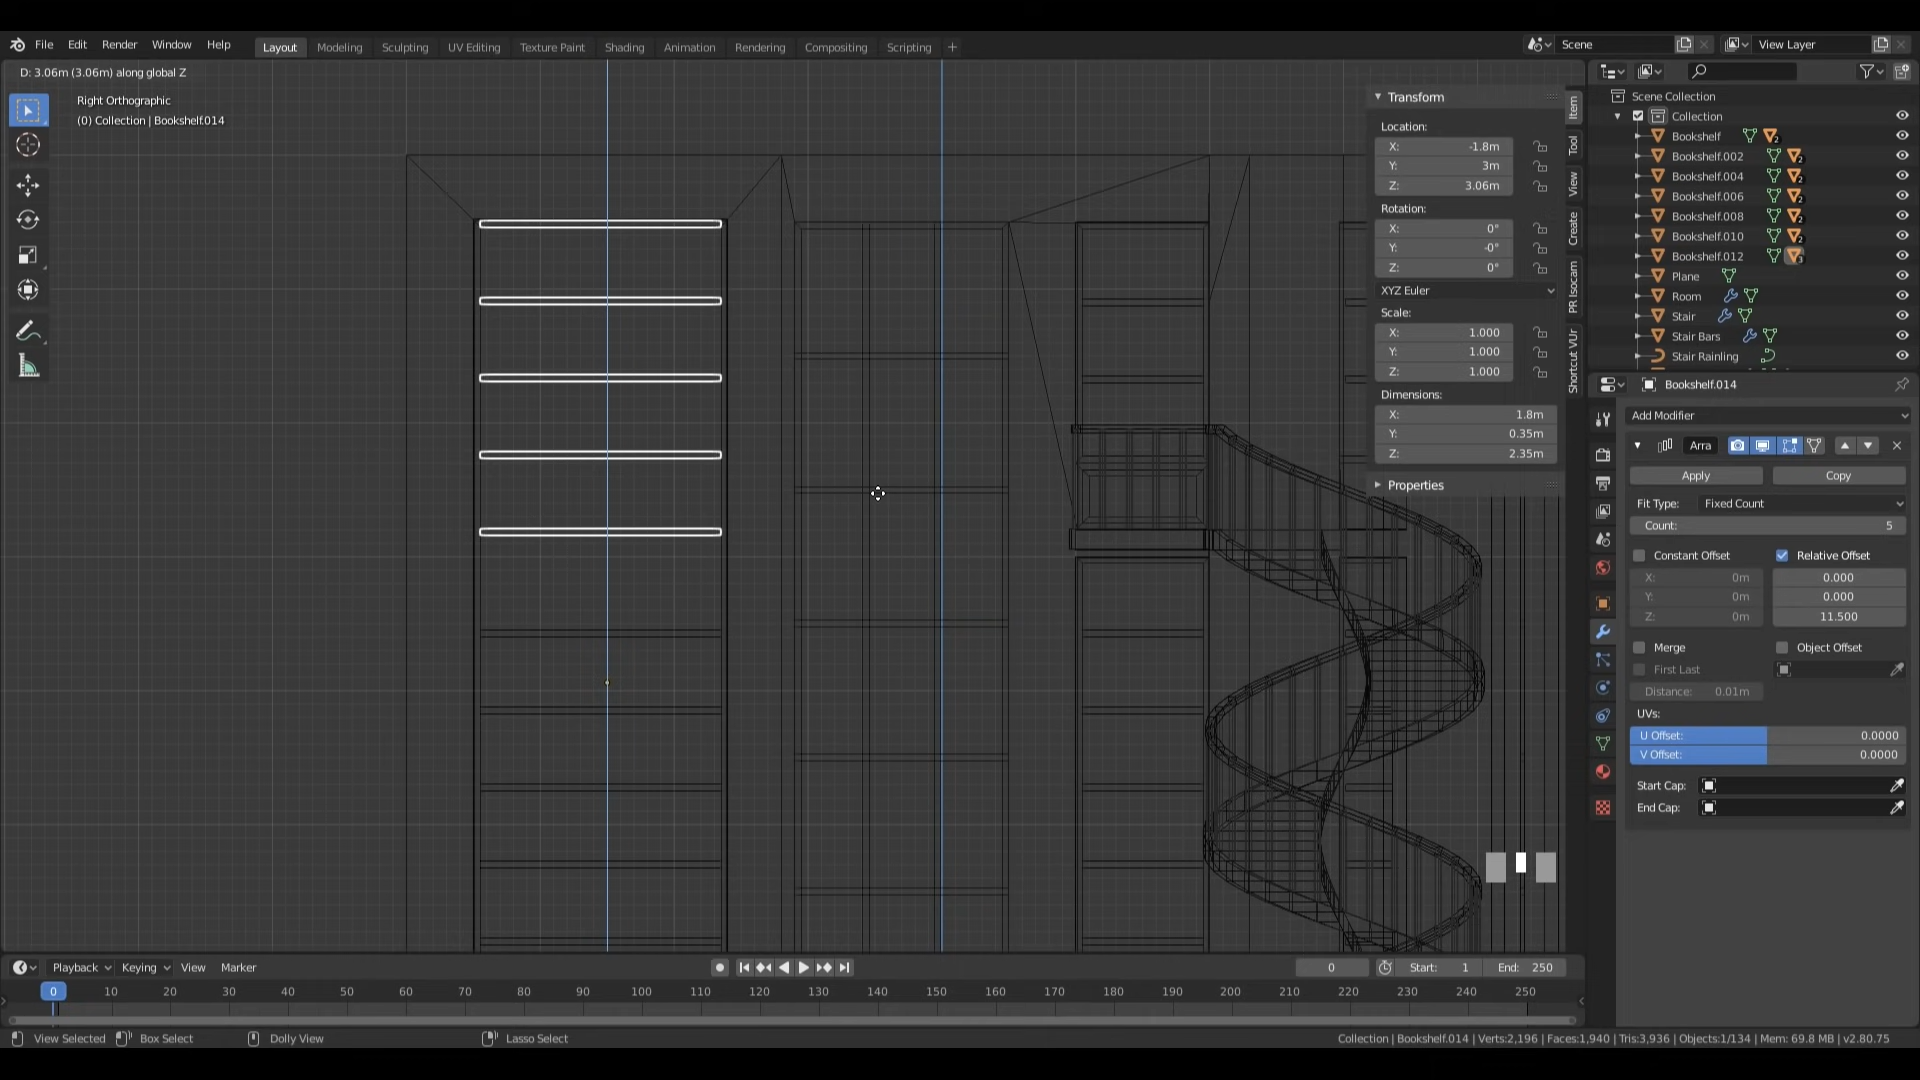 File Edit Render Window Help Layout Modeling Sculpting UV Editing Texture Paint Shading Animation Rendering Compositing Scripting + Scene View Layer
D: 3.06m (3.06m) along global Z
Right Orthographic
(0) Collection | Bookshelf.014
Transform
Location:
X: -1.8m
Y: 3m
Z: 3.06m
Rotation:
X: 0°
Y: -0°
Z: 0°
XYZ Euler
Scale:
X: 1.000
Y: 1.000
Z: 1.000
Dimensions:
X: 1.8m
Y: 0.35m
Z: 2.35m
Properties
Item
Tool
View
Create
PR Isocam
Shortcut VUr
Scene Collection
Collection
Bookshelf 2
Bookshelf.002 2
Bookshelf.004 2
Bookshelf.006 2
Bookshelf.008 2
Bookshelf.010 2
Bookshelf.012
Plane
Room
Stair
Stair Bars
Stair Rainling
Bookshelf.014
Add Modifier
Arra
Apply Copy
Fit Type: Fixed Count
Count: 5
Constant Offset Relative Offset
X: 0m 0.000
Y: 0m 0.000
Z: 0m 11.500
Merge Object Offset
First Last
Distance: 0.01m
UVs:
U Offset: 0.0000
V Offset: 0.0000
Start Cap:
End Cap:
Playback Keying View Marker 0 Start: 1 End: 250
0 10 20 30 40 50 60 70 80 90 100 110 120 130 140 150 160 170 180 190 200 210 220 230 240 250
View Selected Box Select Dolly View Lasso Select Collection | Bookshelf.014 | Verts:2,196 | Faces:1,940 | Tris:3,936 | Objects:1/134 | Mem: 69.8 MB | v2.80.75